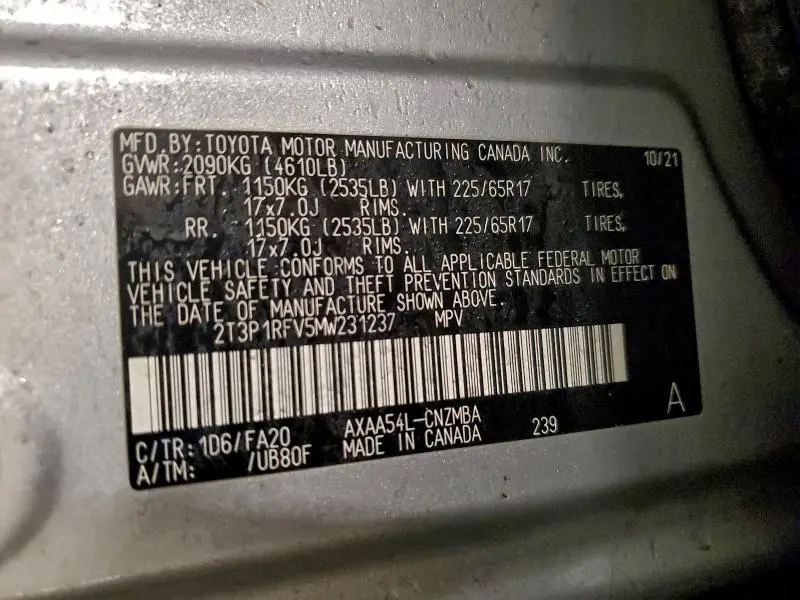 MFD.BY:TOYOTA MOTOR MANUFACTURING CANADA INC. 10/21
GVWR:2090KG (4610LB)
GAWR:FRT. 1150KG (2535LB) WITH 225/65R17 TIRES,
17x7.0J RIMS.
RR. 1150KG (2535LB) WITH 225/65R17 TIRES,
17x7.0J RIMS.
THIS VEHICLE CONFORMS TO ALL APPLICABLE FEDERAL MOTOR
VEHICLE SAFETY AND THEFT PREVENTION STANDARDS IN EFFECT ON
THE DATE OF MANUFACTURE SHOWN ABOVE.
2T3P1RFV5MW231237 MPV
A
C/TR:1D6/FA20 AXAA54L-CNZMBA 239
A/TM: /UB80F MADE IN CANADA